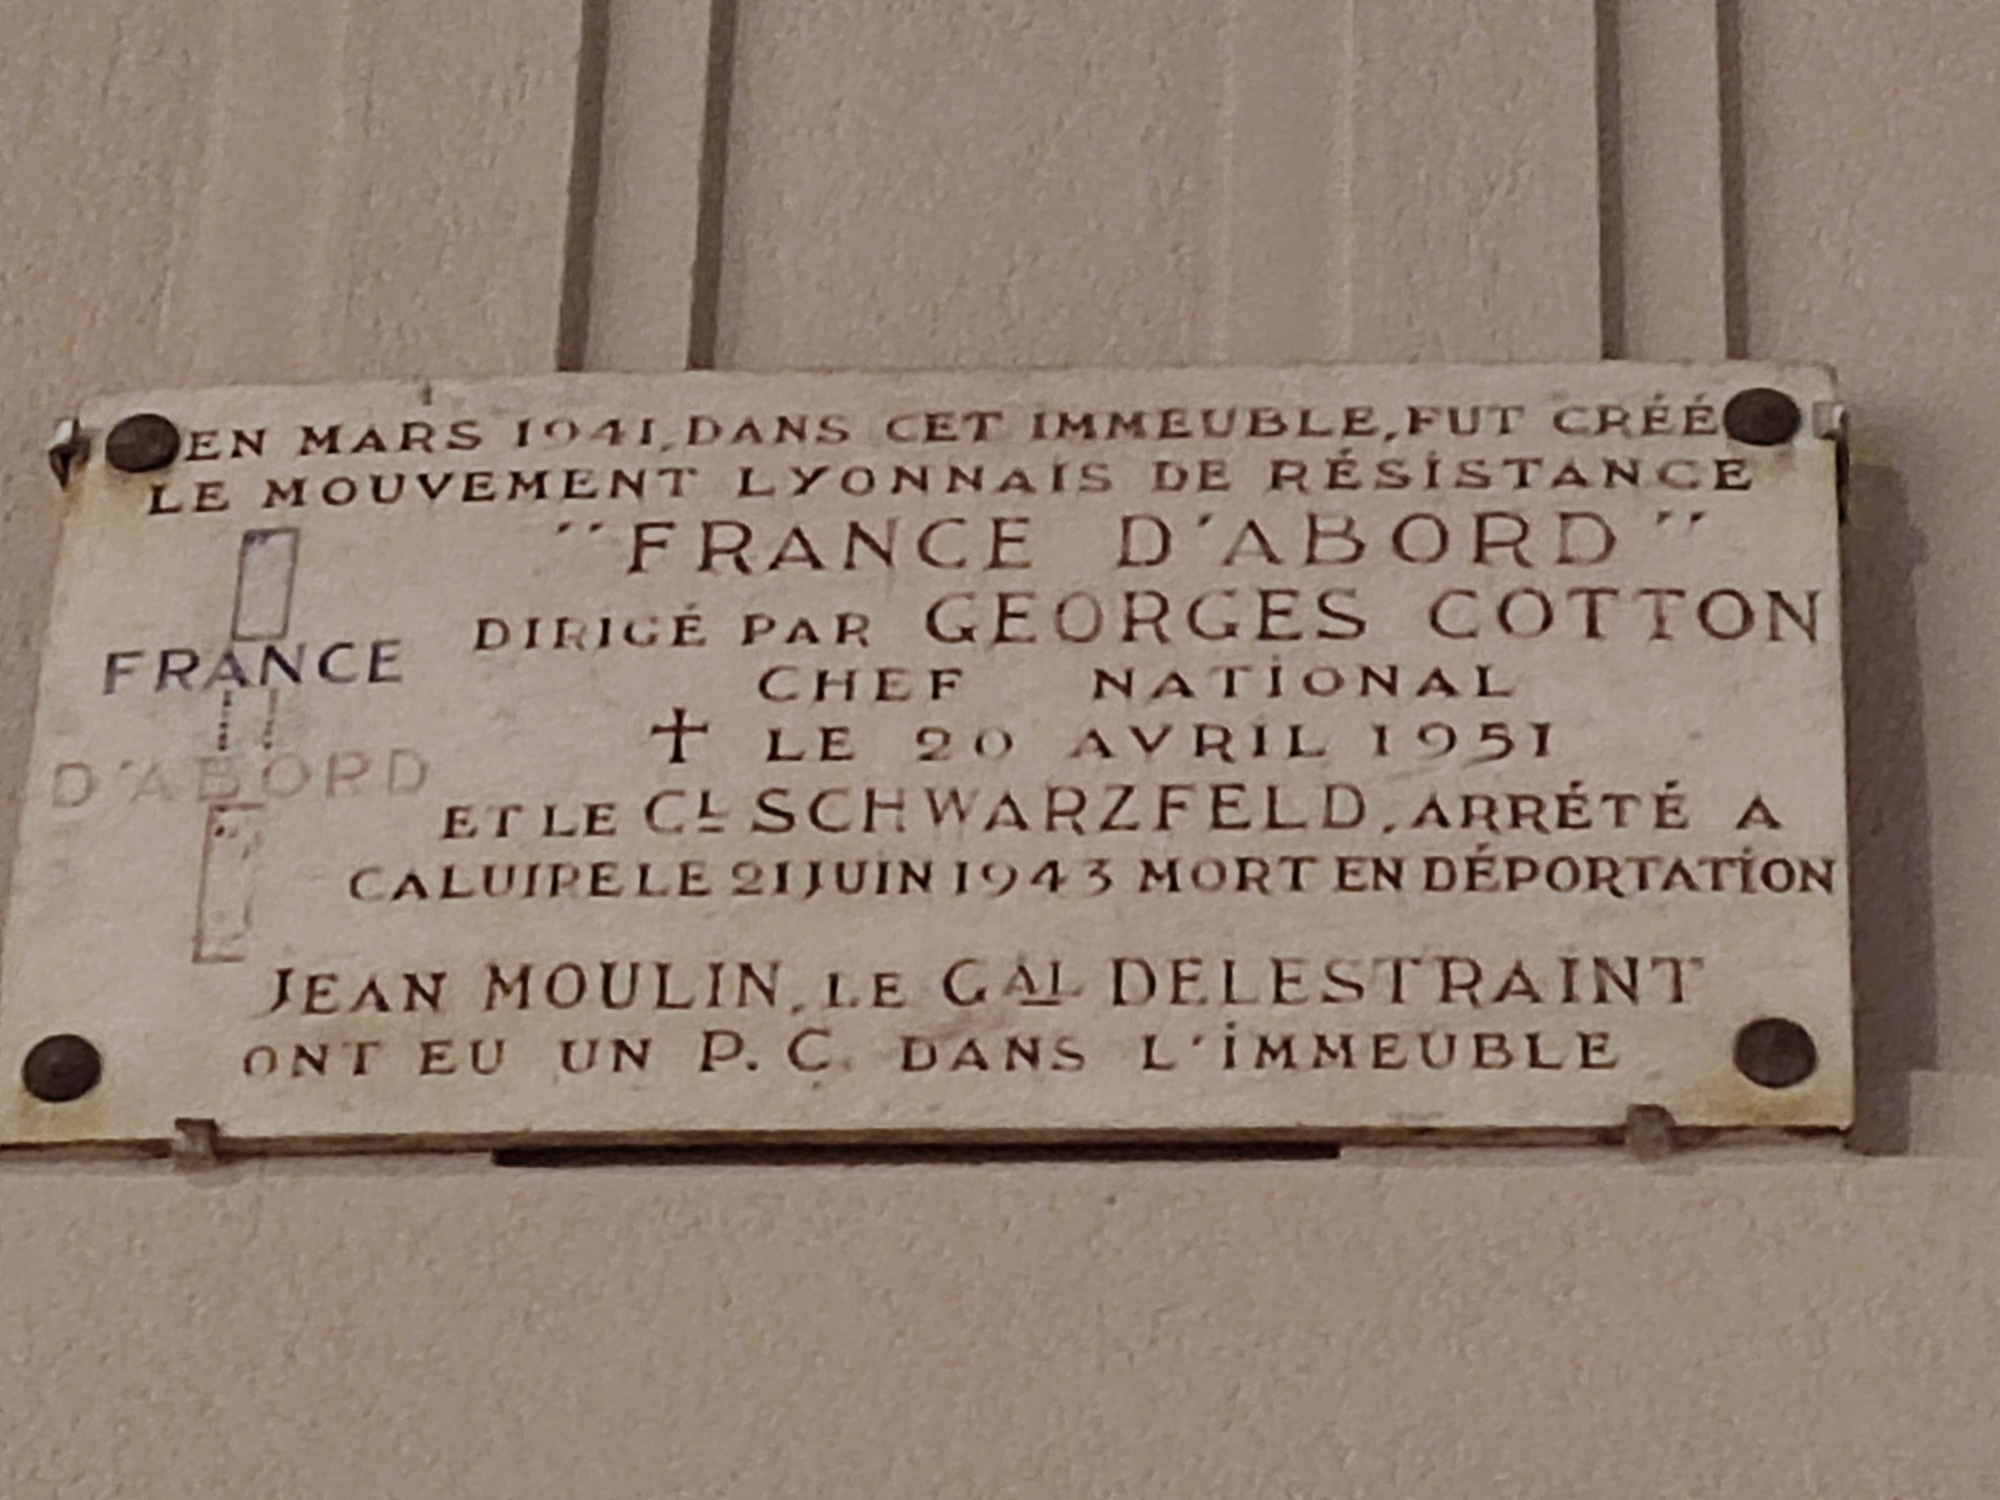 EN MARS 1941, DANS CET IMMEUBLE, FUT CRÉÉ
LE MOUVEMENT LYONNAIS DE RÉSISTANCE
"FRANCE D'ABORD"
DIRIGÉ PAR GEORGES COTTON
CHEF NATIONAL
✝ LE 20 AVRIL 1951
ET LE CL SCHWARZFELD, ARRÉTÉ A
CALUIRE LE 21 JUIN 1943 MORT EN DÉPORTATION
JEAN MOULIN, LE GAL DELESTRAINT
ONT EU UN P.C. DANS L'IMMEUBLE
FRANCE
D'ABORD